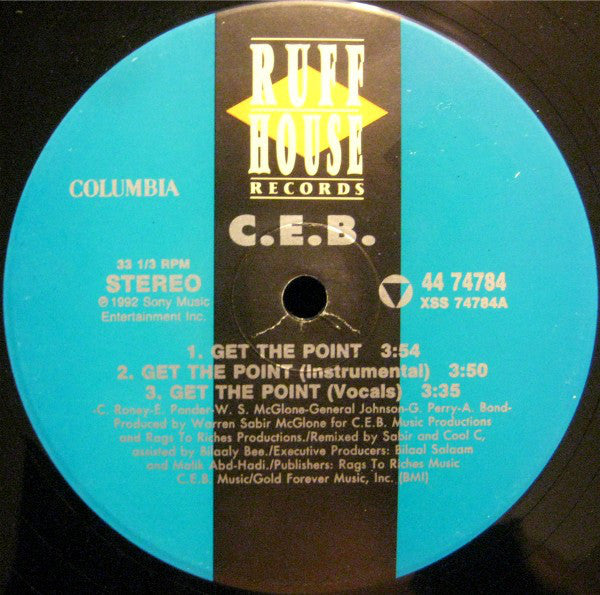 RUFF
HOUSE
RECORDS
COLUMBIA
C.E.B.
33 1/3 RPM
STEREO
℗ 1992 Sony Music
Entertainment Inc.
44 74784
XSS 74784A
1. GET THE POINT 3:54
2. GET THE POINT (Instrumental) 3:50
3. GET THE POINT (Vocals) 3:35
-C. Roney-E. Ponder-W. S. McGlone-General Johnson-G. Perry-A. Bond-
Produced by Warren Sabir McGlone for C.E.B. Music Productions
and Rags To Riches Productions./Remixed by Sabir and Cool C,
assisted by Bilaaly Bee./Executive Producers: Bilaal Salaam
and Malik Abd-Hadi./Publishers: Rags To Riches Music
C.E.B. Music/Gold Forever Music, Inc. (BMI)